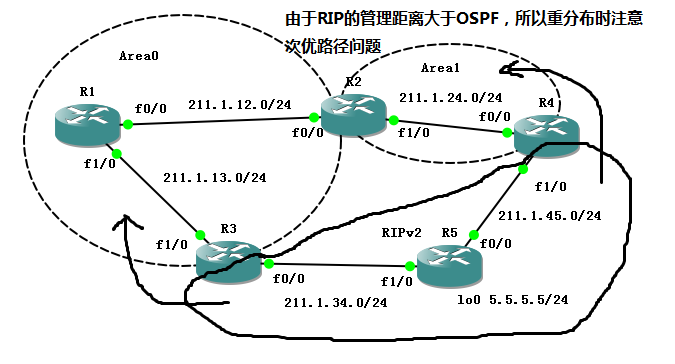 由于RIP的管理距离大于OSPF，所以重分布时注意
次优路径问题
Area0
Area1
R1
R2
R4
f0/0
211.1.12.0/24
f0/0
211.1.24.0/24
f0/0
f1/0
f1/0
211.1.13.0/24
f1/0
211.1.45.0/24
f1/0
R3
RIPv2
R5
f0/0
f0/0
f1/0
211.1.34.0/24
lo0 5.5.5.5/24